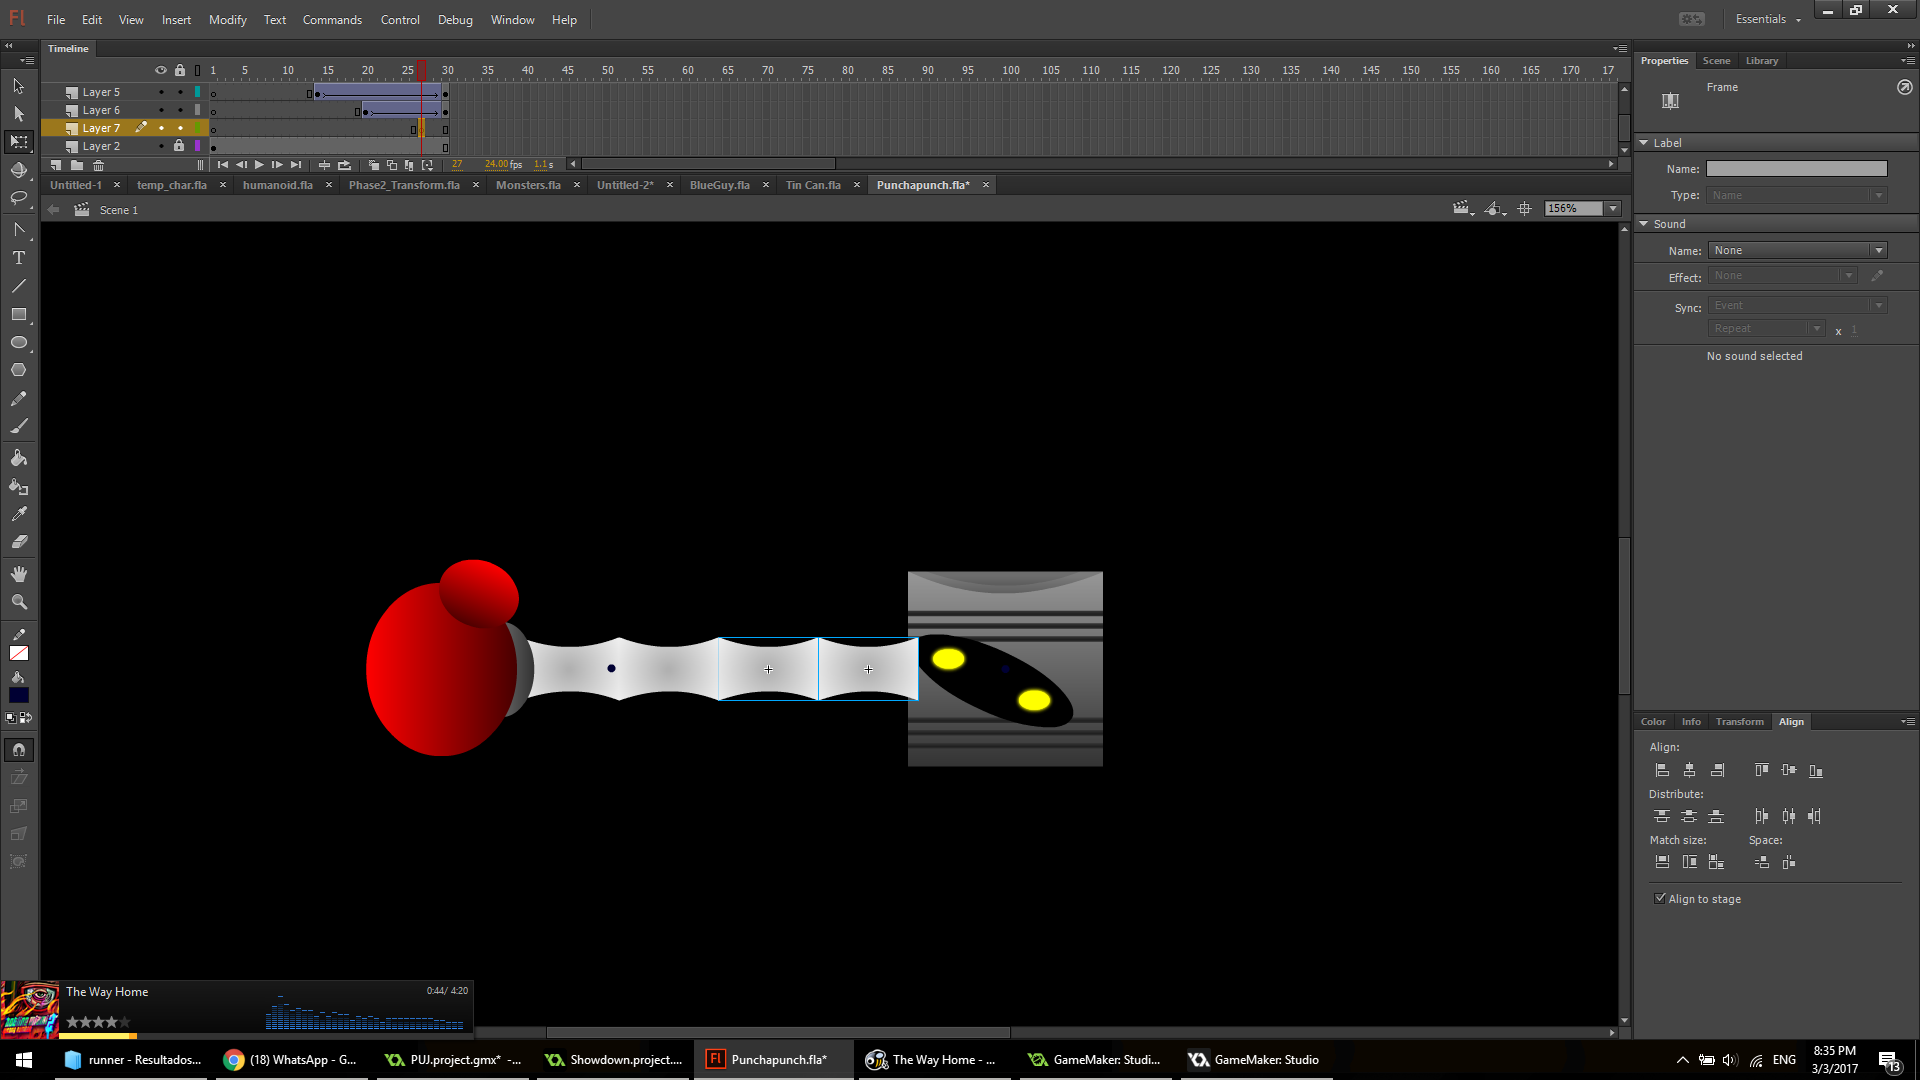 Fl File Edit View Insert Modify Text Commands Control Debug Window Help Essentials
Timeline
1 5 10 15 20 25 30 35 40 45 50 55 60 65 70 75 80 85 90 95 100 105 110 115 120 125 130 135 140 145 150 155 160 165 170 17
Layer 5
Layer 6
Layer 7
Layer 2
27 24.00 fps 1.1 s
Untitled-1 temp_char.fla humanoid.fla Phase2_Transform.fla Monsters.fla Untitled-2* BlueGuy.fla Tin Can.fla Punchapunch.fla*
Scene 1
156%
Properties Scene Library
Frame
Label
Name:
Type: Name
Sound
Name: None
Effect: None
Sync: Event
Repeat x 1
No sound selected
Color Info Transform Align
Align:
Distribute:
Match size: Space:
Align to stage
The Way Home 0:44/ 4:20
runner - Resultados... (18) WhatsApp - G... PUJ.project.gmx* -... Showdown.project.... Fl Punchapunch.fla* The Way Home - ... GameMaker: Studi... GameMaker: Studio ENG 8:35 PM
3/3/2017 13